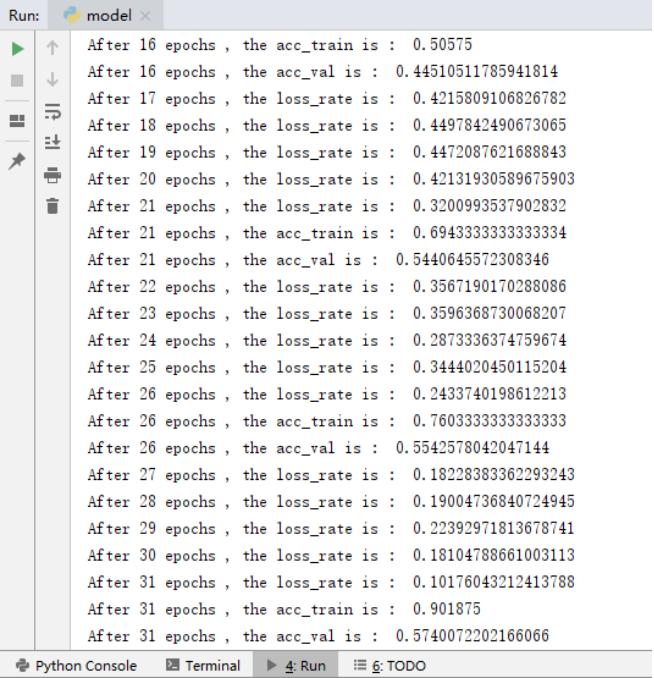 Run: model
After 16 epochs , the acc_train is : 0.50575
After 16 epochs , the acc_val is : 0.44510511785941814
After 17 epochs , the loss_rate is : 0.4215809106826782
After 18 epochs , the loss_rate is : 0.4497842490673065
After 19 epochs , the loss_rate is : 0.4472087621688843
After 20 epochs , the loss_rate is : 0.42131930589675903
After 21 epochs , the loss_rate is : 0.3200993537902832
After 21 epochs , the acc_train is : 0.6943333333333334
After 21 epochs , the acc_val is : 0.5440645572308346
After 22 epochs , the loss_rate is : 0.3567190170288086
After 23 epochs , the loss_rate is : 0.3596368730068207
After 24 epochs , the loss_rate is : 0.2873336374759674
After 25 epochs , the loss_rate is : 0.3444020450115204
After 26 epochs , the loss_rate is : 0.2433740198612213
After 26 epochs , the acc_train is : 0.7603333333333333
After 26 epochs , the acc_val is : 0.5542578042047144
After 27 epochs , the loss_rate is : 0.18228383362293243
After 28 epochs , the loss_rate is : 0.19004736840724945
After 29 epochs , the loss_rate is : 0.22392971813678741
After 30 epochs , the loss_rate is : 0.18104788661003113
After 31 epochs , the loss_rate is : 0.10176043212413788
After 31 epochs , the acc_train is : 0.901875
After 31 epochs , the acc_val is : 0.5740072202166066
Python Console Terminal 4: Run 6: TODO